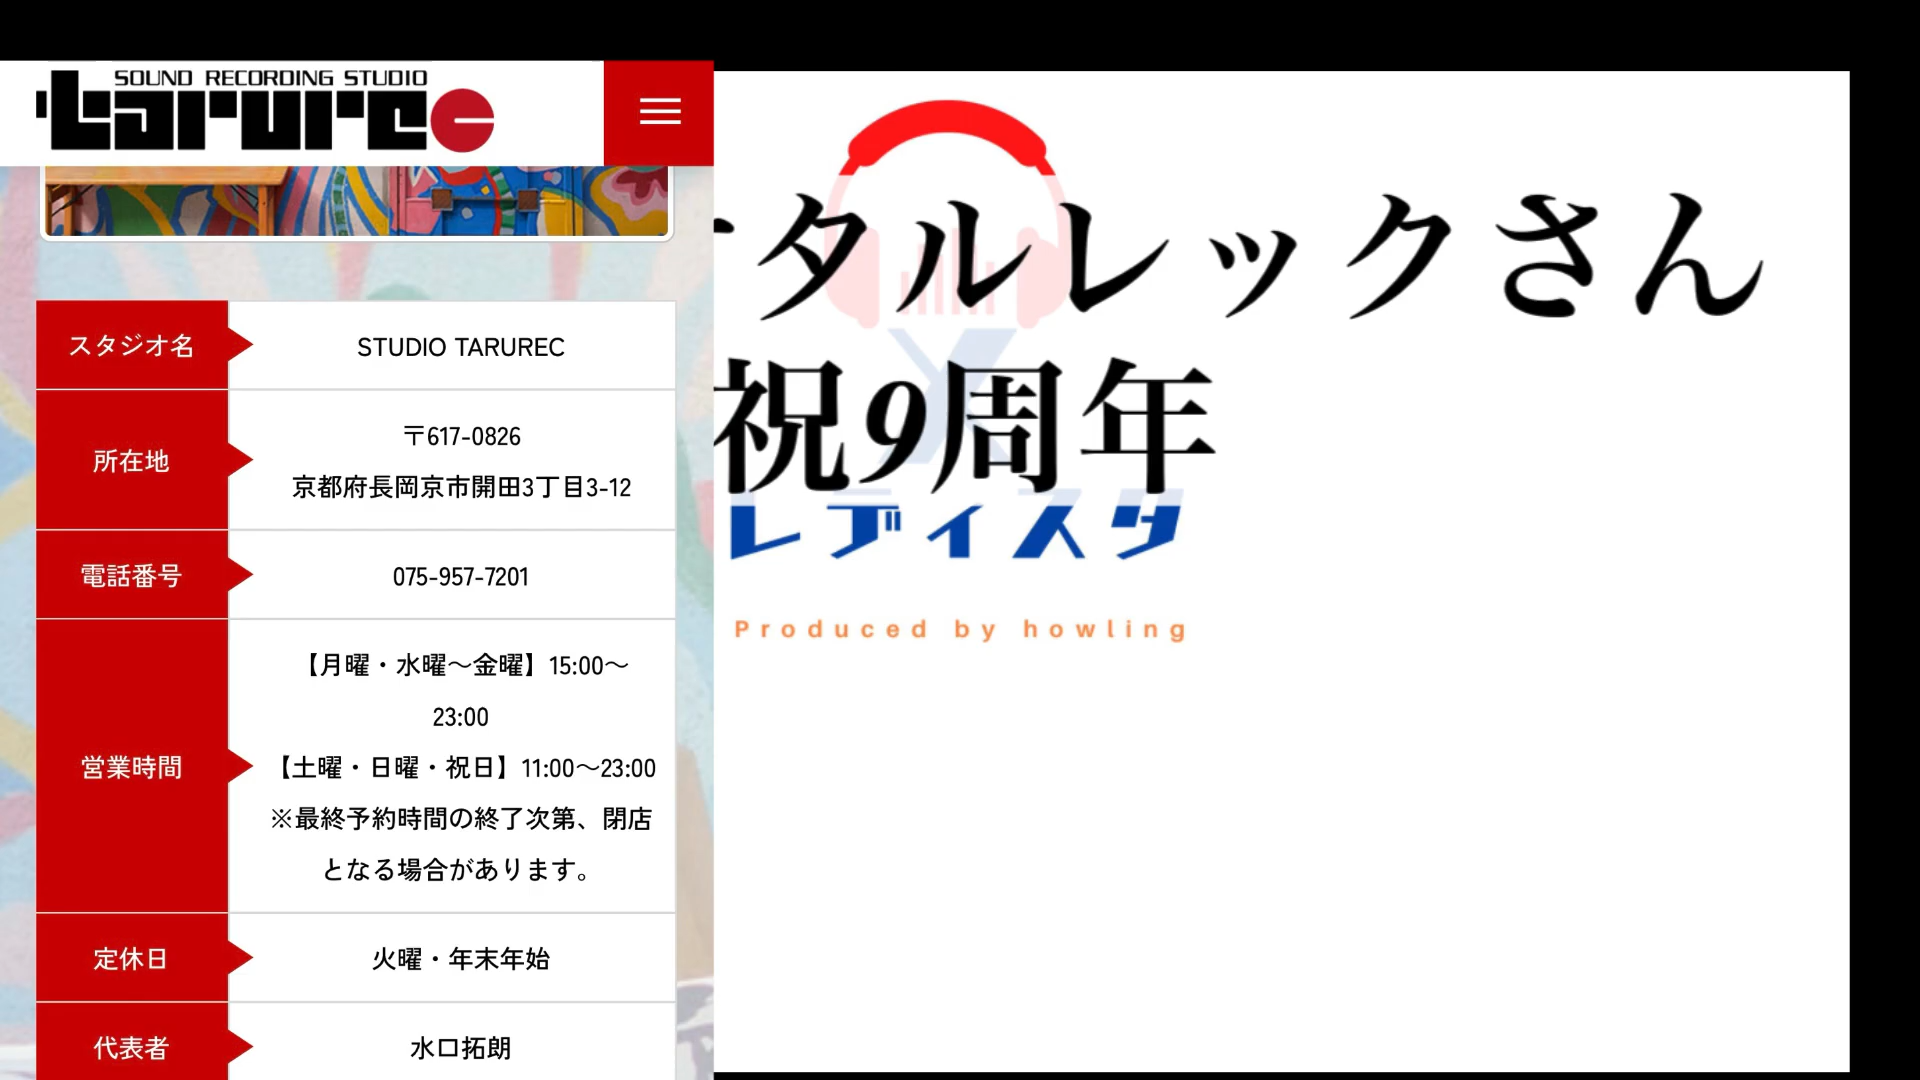 SOUND RECORDING STUDIO
tarurec
スタジオ名
STUDIO TARUREC
所在地
〒617-0826
京都府長岡京市開田3丁目3-12
電話番号
075-957-7201
営業時間
【月曜・水曜～金曜】15:00～
23:00
【土曜・日曜・祝日】11:00～23:00
※最終予約時間の終了次第、閉店
となる場合があります。
定休日
火曜・年末年始
代表者
水口拓朗
タルレックさん
祝9周年
レディスタ
Produced by howling